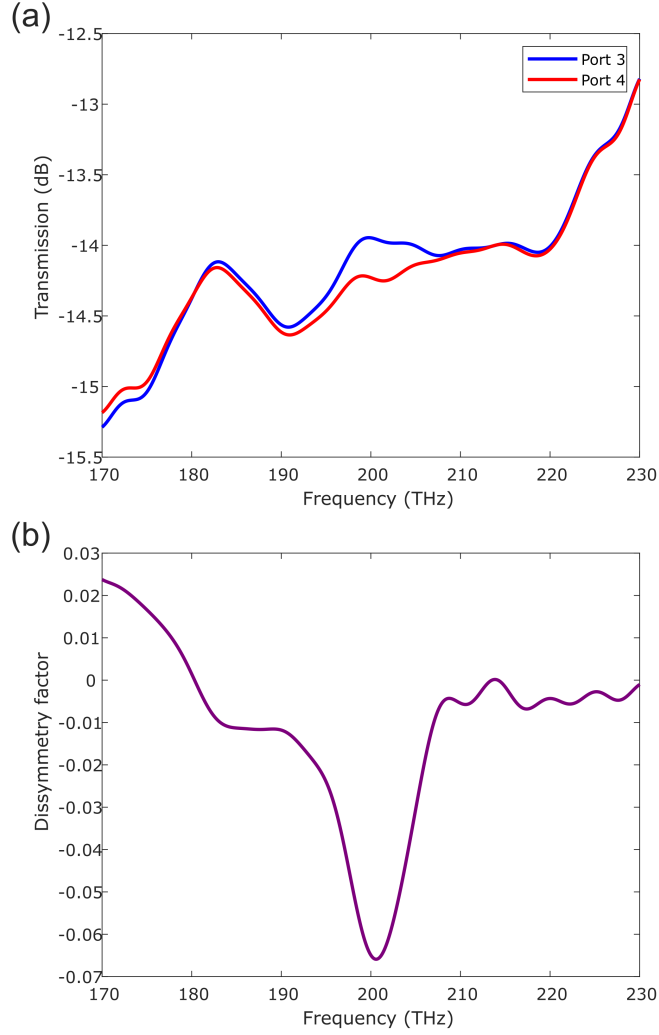 (a)
-12.5
-13
-13.5
-14
-14.5
-15
-15.5
Transmission (dB)
Port 3
Port 4
170 180 190 200 210 220 230
Frequency (THz)
(b)
0.03
0.02
0.01
0
-0.01
-0.02
-0.03
-0.04
-0.05
-0.06
-0.07
Dissymmetry factor
170 180 190 200 210 220 230
Frequency (THz)